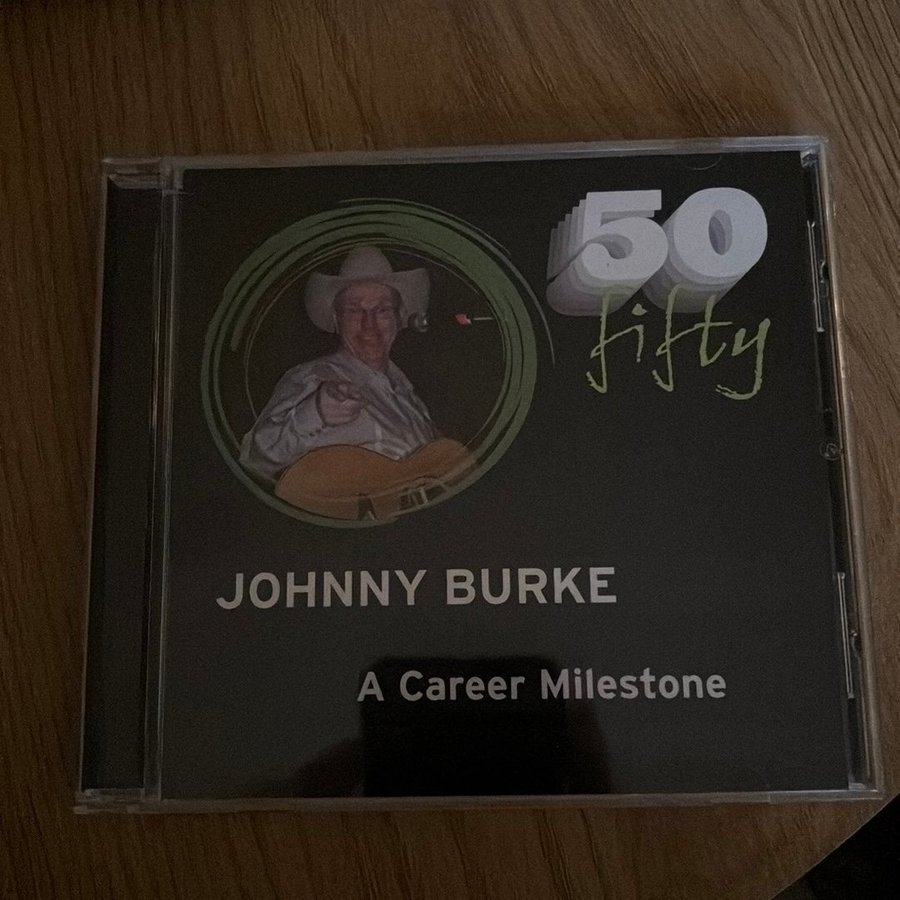 50
fifty
JOHNNY BURKE
A Career Milestone